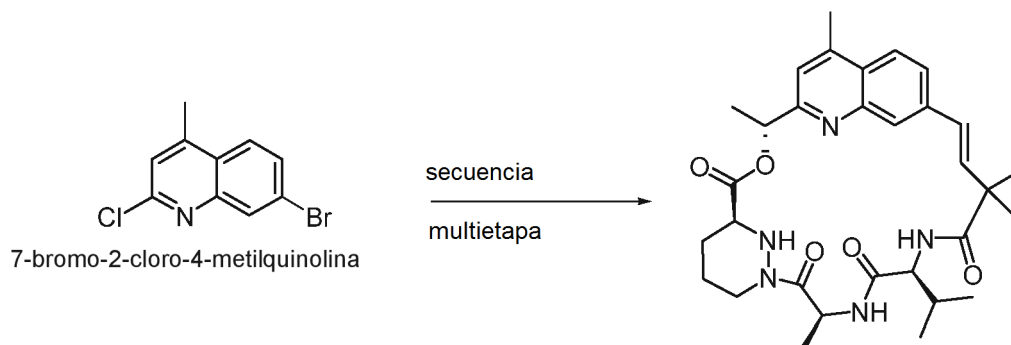 Cl
N
Br
7-bromo-2-cloro-4-metilquinolina
secuencia
multietapa
N
O
O
NH
N
O
O
NH
HN
O